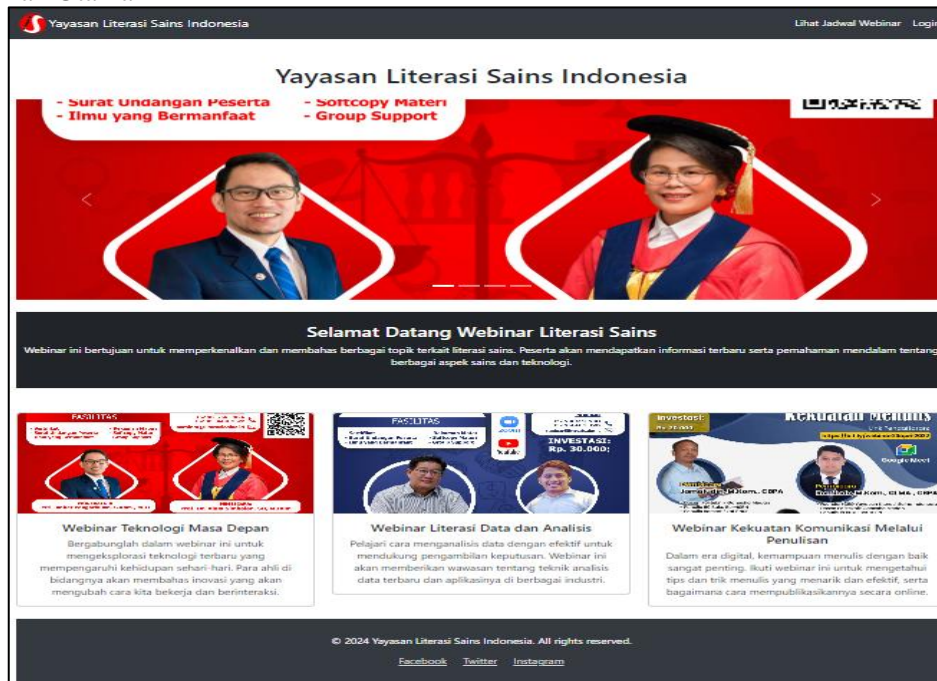 Yayasan Literasi Sains Indonesia
Lihat Jadwal Webinar Login
Yayasan Literasi Sains Indonesia
- Surat Undangan Peserta - Softcopy Materi
- Ilmu yang Bermanfaat - Group Support
Selamat Datang Webinar Literasi Sains
Webinar ini bertujuan untuk memperkenalkan dan membahas berbagai topik terkait literasi sains. Peserta akan mendapatkan informasi terbaru serta pemahaman mendalam tentang
berbagai aspek sains dan teknologi.
FASILITAS
FASILITAS
zoom
Youtube
INVESTASI:
Rp. 30.000;
Investasi:
Kekuatan Menulis
Google Meet
Webinar Teknologi Masa Depan
Bergabunglah dalam webinar ini untuk
mengeksplorasi teknologi terbaru yang
mempengaruhi kehidupan sehari-hari. Para ahli di
bidangnya akan membahas inovasi yang akan
mengubah cara kita bekerja dan berinteraksi.
Webinar Literasi Data dan Analisis
Pelajari cara menganalisis data dengan efektif untuk
mendukung pengambilan keputusan. Webinar ini
akan memberikan wawasan tentang teknik analisis
data terbaru dan aplikasinya di berbagai industri.
Webinar Kekuatan Komunikasi Melalui
Penulisan
Dalam era digital, kemampuan menulis dengan baik
sangat penting. Ikuti webinar ini untuk mengetahui
tips dan trik menulis yang menarik dan efektif, serta
bagaimana cara mempublikasikannya secara online.
© 2024 Yayasan Literasi Sains Indonesia. All rights reserved.
Facebook Twitter Instagram